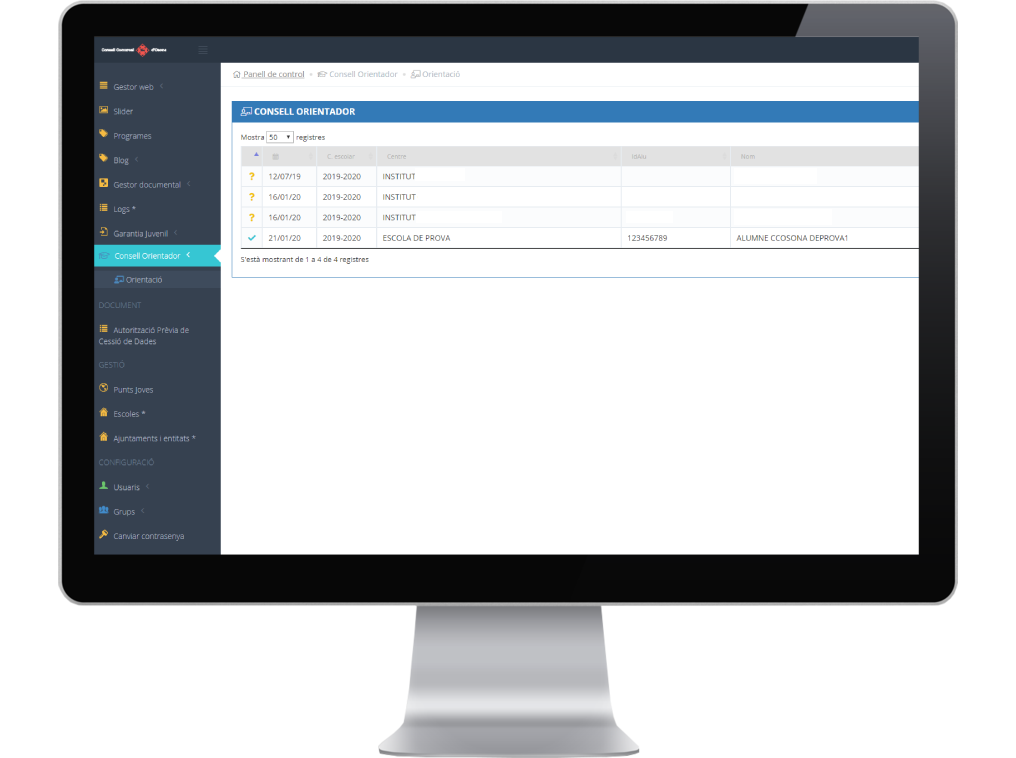 Consell Comarcal d'Osona
Panell de control • Consell Orientador • Orientació
Gestor web
Slider
Programes
Blog
Gestor documental
Logs *
Garantia Juvenil
Consell Orientador
Orientació
DOCUMENT
Autorització Prèvia de
Cessió de Dades
GESTIÓ
Punts Joves
Escoles *
Ajuntaments i entitats *
CONFIGURACIÓ
Usuaris
Grups
Canviar contrasenya
CONSELL ORIENTADOR
Mostra 50 registres
C. escolar Centre IdAlu Nom
? 12/07/19 2019-2020 INSTITUT
? 16/01/20 2019-2020 INSTITUT
? 16/01/20 2019-2020 INSTITUT
21/01/20 2019-2020 ESCOLA DE PROVA 123456789 ALUMNE CCOSONA DEPROVA1
S'està mostrant de 1 a 4 de 4 registres